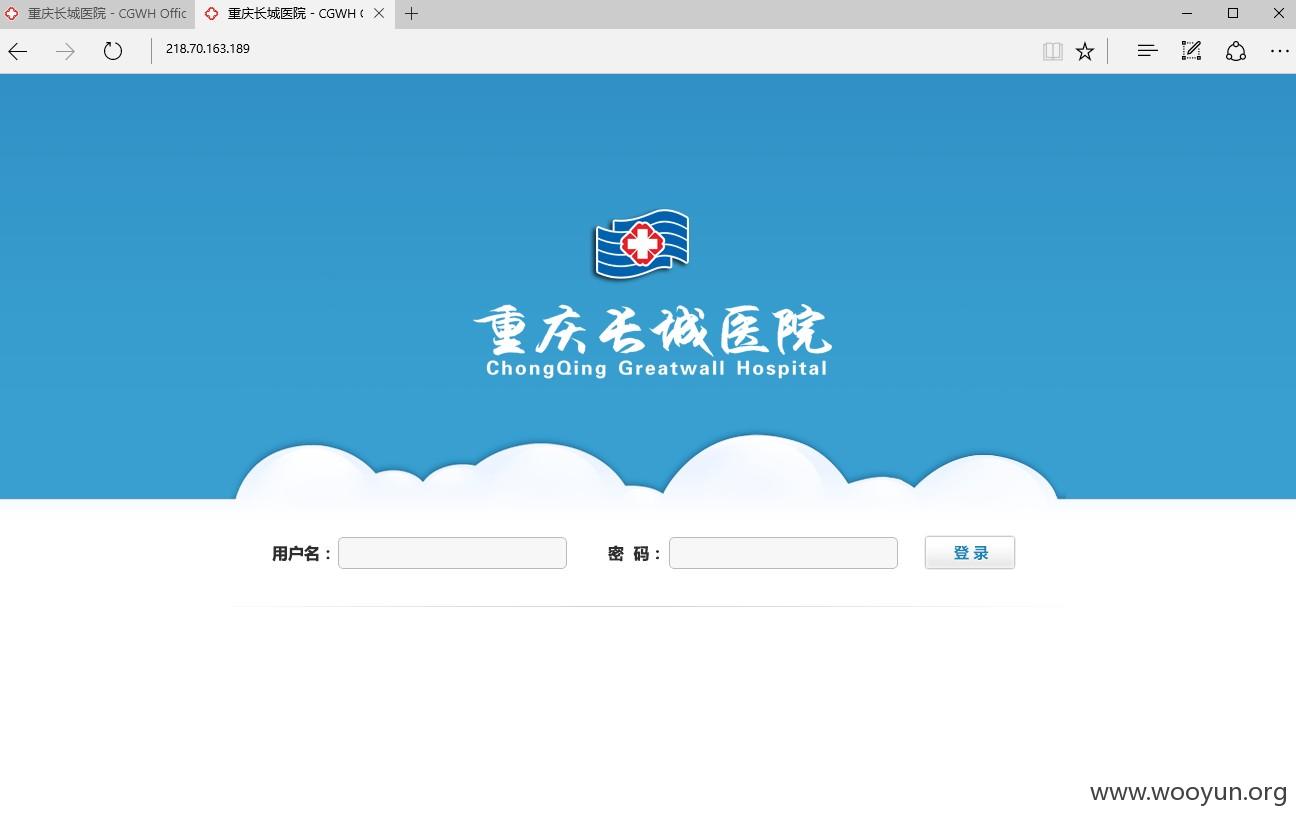 重庆长城医院 - CGWH Offic
重庆长城医院 - CGWH
218.70.163.189
重庆长诚医院
ChongQing Greatwall Hospital
用户名：
密 码：
登 录
www.wooyun.org